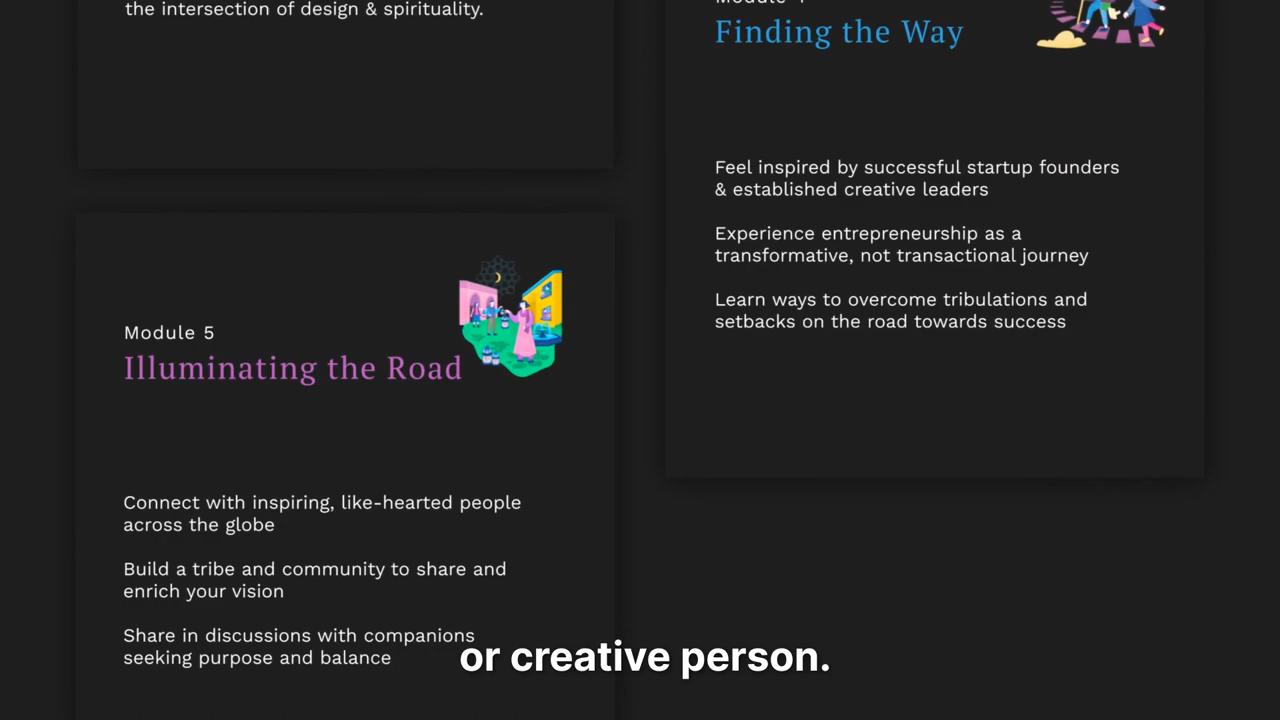 the intersection of design & spirituality.
Module 4
Finding the Way
Feel inspired by successful startup founders
& established creative leaders
Experience entrepreneurship as a
transformative, not transactional journey
Learn ways to overcome tribulations and
setbacks on the road towards success
Module 5
Illuminating the Road
Connect with inspiring, like-hearted people
across the globe
Build a tribe and community to share and
enrich your vision
Share in discussions with companions
seeking purpose and balance
or creative person.